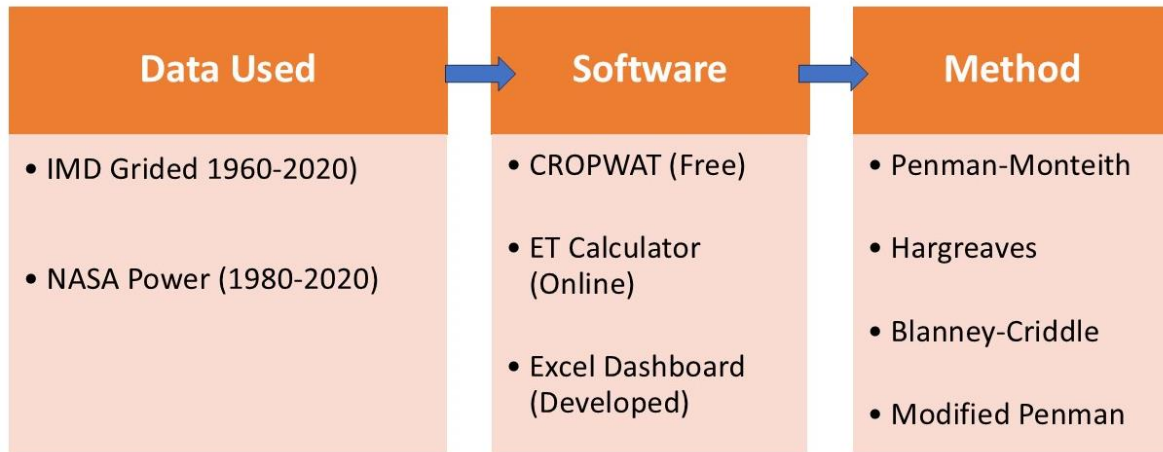 Data Used
• IMD Grided 1960-2020)
• NASA Power (1980-2020)
Software
• CROPWAT (Free)
• ET Calculator
(Online)
• Excel Dashboard
(Developed)
Method
• Penman-Monteith
• Hargreaves
• Blanney-Criddle
• Modified Penman